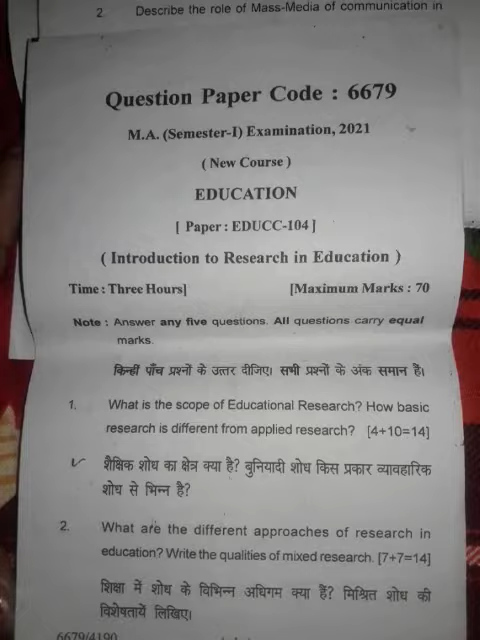 2. Describe the role of Mass-Media of communication in
Question Paper Code : 6679
M.A. (Semester-I) Examination, 2021
( New Course )
EDUCATION
[ Paper : EDUCC-104 ]
( Introduction to Research in Education )
Time : Three Hours] [Maximum Marks : 70
Note : Answer any five questions. All questions carry equal
marks.
किन्हीं पाँच प्रश्नों के उत्तर दीजिए। सभी प्रश्नों के अंक समान हैं।
1. What is the scope of Educational Research? How basic
research is different from applied research? [4+10=14]
शैक्षिक शोध का क्षेत्र क्या है? बुनियादी शोध किस प्रकार व्यावहारिक
शोध से भिन्न है?
2. What are the different approaches of research in
education? Write the qualities of mixed research. [7+7=14]
शिक्षा में शोध के विभिन्न अधिगम क्या हैं? मिश्रित शोध की
विशेषतायें लिखिए।
6679/4190